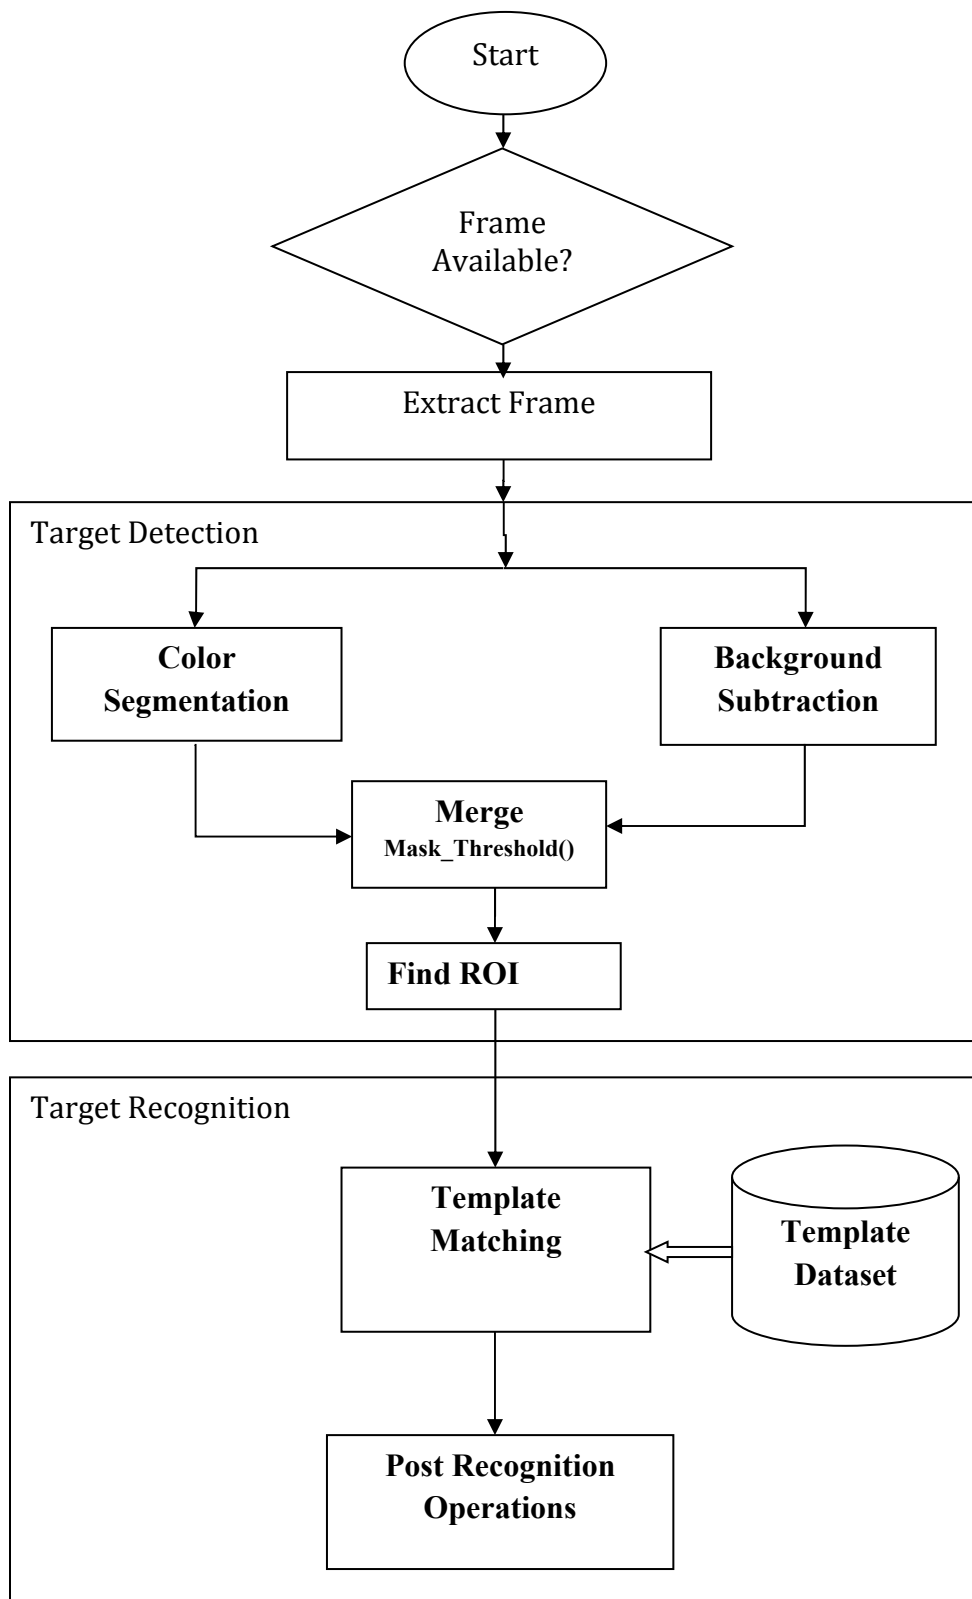 Start
Frame
Available?
Extract Frame
Target Detection
Color
Segmentation
Background
Subtraction
Merge
Mask_Threshold()
Find ROI
Target Recognition
Template
Matching
Template
Dataset
Post Recognition
Operations